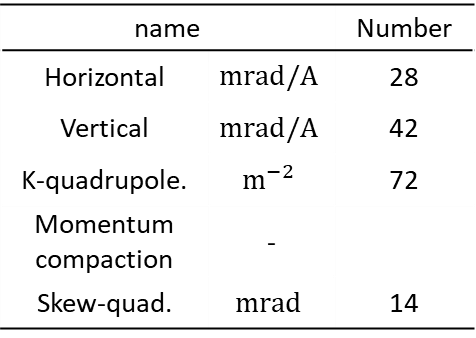 name Number
Horizontal mrad/A 28
Vertical mrad/A 42
K-quadrupole. m⁻² 72
Momentum
compaction -
Skew-quad. mrad 14